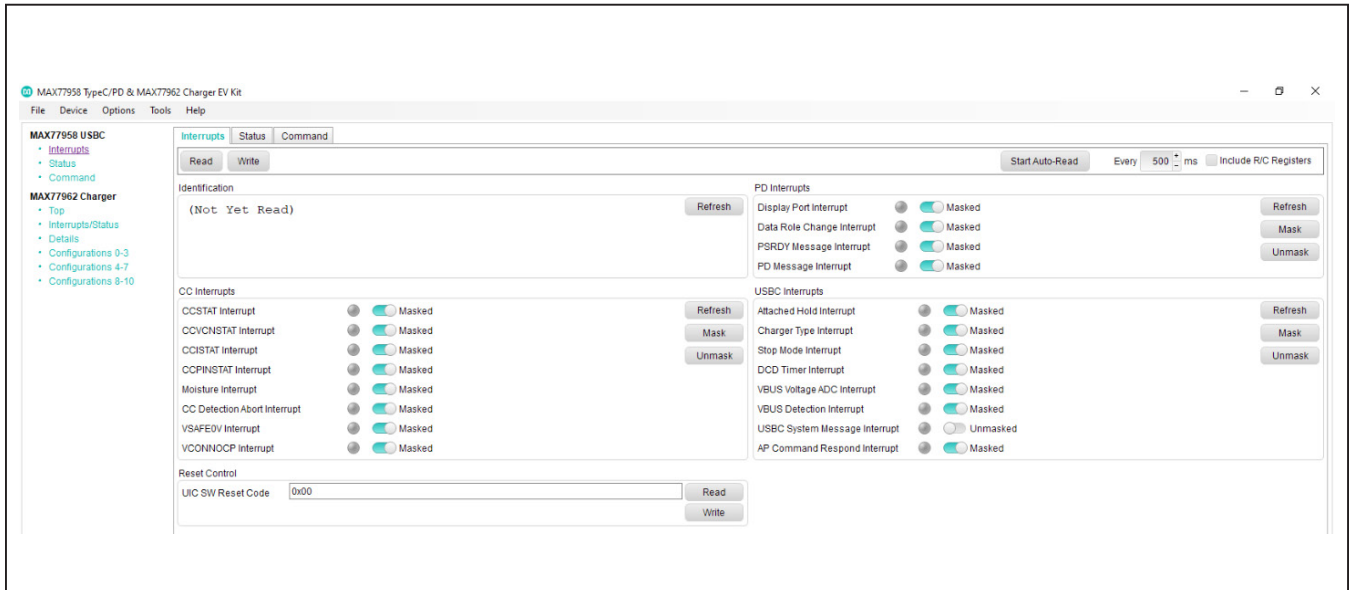 MAX77958 TypeC/PD & MAX77962 Charger EV Kit
File Device Options Tools Help
MAX77958 USBC
• Interrupts
• Status
• Command
MAX77962 Charger
• Top
• Interrupts/Status
• Details
• Configurations 0-3
• Configurations 4-7
• Configurations 8-10
Interrupts Status Command
Read Write Start Auto-Read Every 500 ms Include R/C Registers
Identification
(Not Yet Read) Refresh
PD Interrupts
Display Port Interrupt Masked Refresh
Data Role Change Interrupt Masked Mask
PSRDY Message Interrupt Masked Unmask
PD Message Interrupt Masked
CC Interrupts
CCSTAT Interrupt Masked Refresh
CCVCNSTAT Interrupt Masked Mask
CCISTAT Interrupt Masked Unmask
CCPINSTAT Interrupt Masked
Moisture Interrupt Masked
CC Detection Abort Interrupt Masked
VSAFE0V Interrupt Masked
VCONNOCP Interrupt Masked
USBC Interrupts
Attached Hold Interrupt Masked Refresh
Charger Type Interrupt Masked Mask
Stop Mode Interrupt Masked Unmask
DCD Timer Interrupt Masked
VBUS Voltage ADC Interrupt Masked
VBUS Detection Interrupt Masked
USBC System Message Interrupt Unmasked
AP Command Respond Interrupt Masked
Reset Control
UIC SW Reset Code 0x00 Read
Write